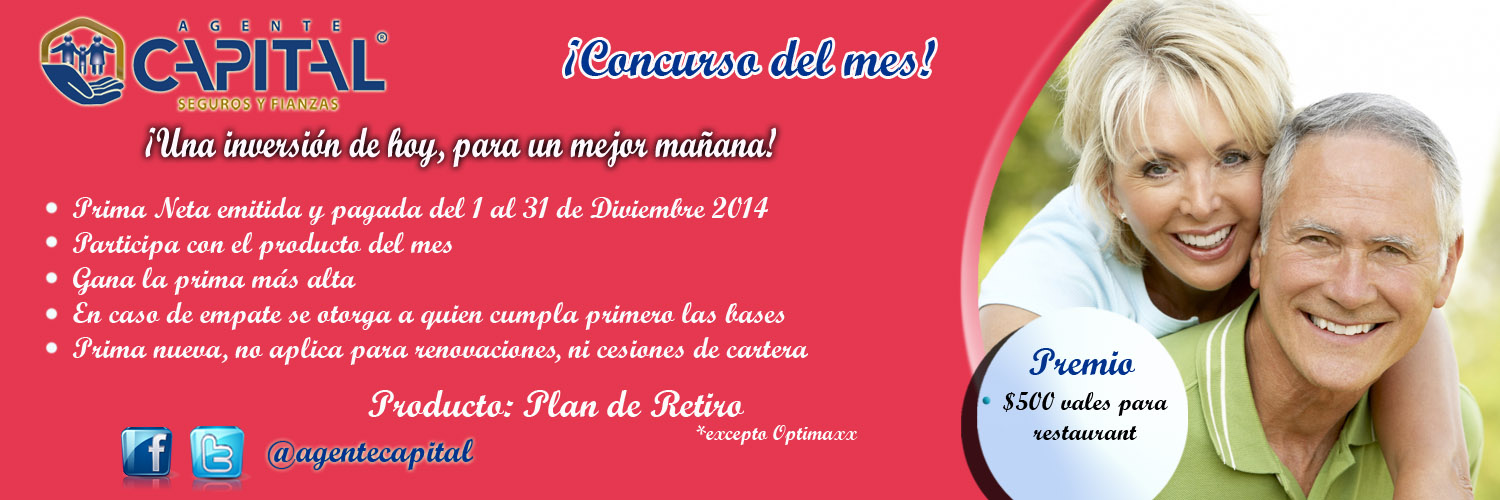 AGENTE
CAPITAL®
SEGUROS Y FIANZAS
¡Concurso del mes!
¡Una inversión de hoy, para un mejor mañana!
• Prima Neta emitida y pagada del 1 al 31 de Diviembre 2014
• Participa con el producto del mes
• Gana la prima más alta
• En caso de empate se otorga a quien cumpla primero las bases
• Prima nueva, no aplica para renovaciones, ni cesiones de cartera
Producto: Plan de Retiro
*excepto Optimaxx
@agentecapital
Premio
• $500 vales para
restaurant